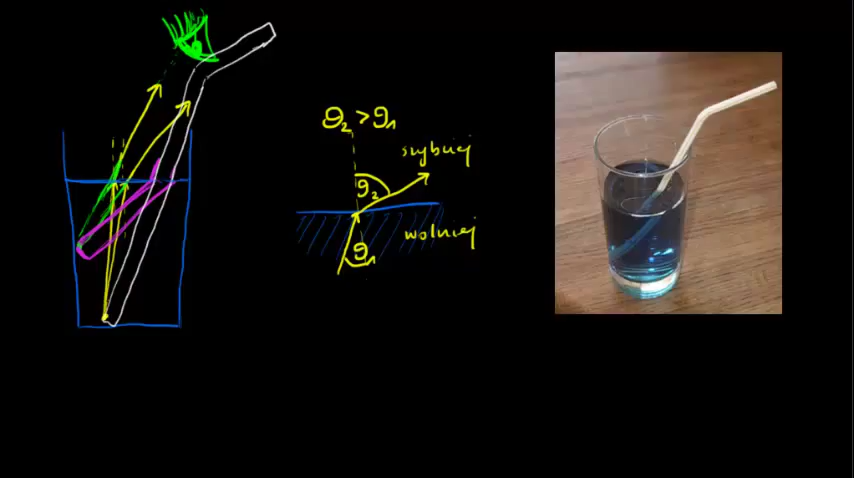 ϑ₂ > ϑ₁
szybciej
ϑ₂
wolniej
ϑ₁